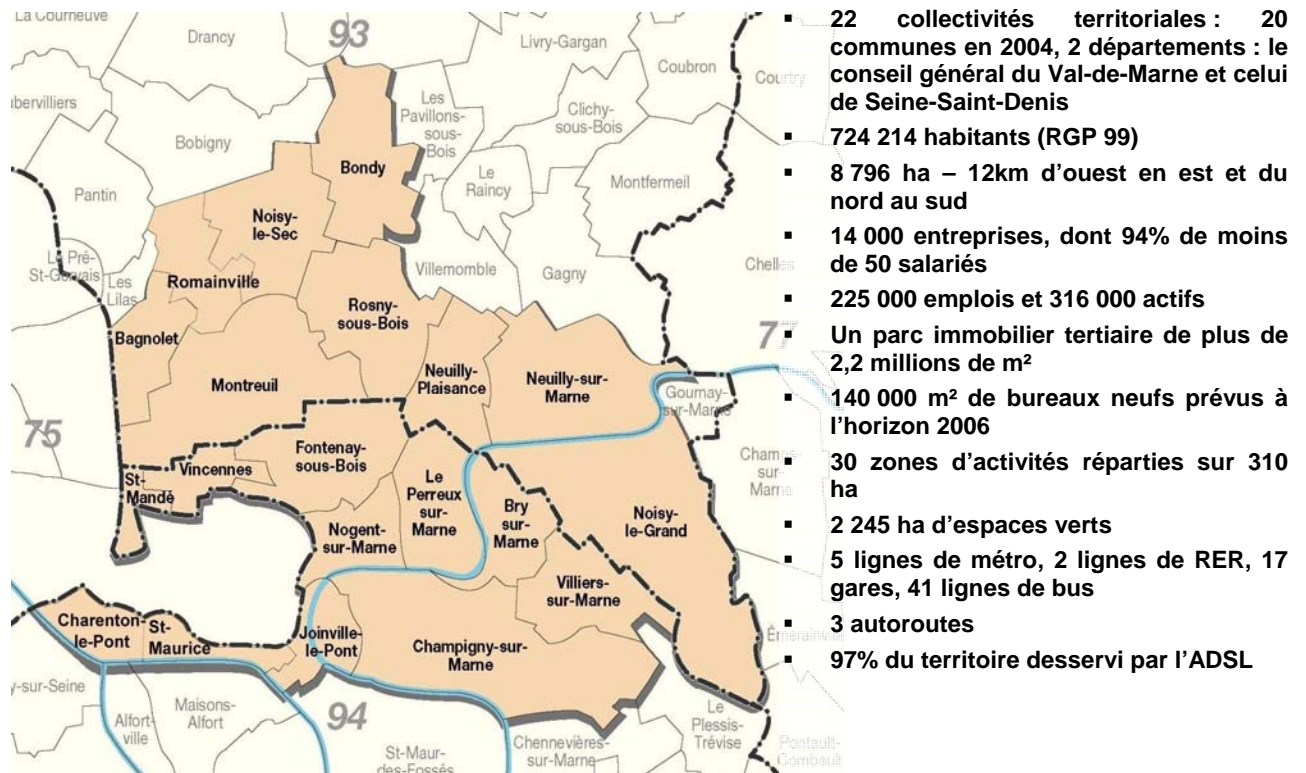 La Courneuve
Drancy
93
Livry-Gargan
Coubron
Courtry
Les
Pavillons-
sous-
Bois
Clichy-
sous-Bois
Bobigny
Bondy
Le
Raincy
Montfermeil
Pantin
Noisy-
le-Sec
Villemomble
Gagny
Chelles
Les
Lilas
Romainville
Rosny-
sous-Bois
Bagnolet
77
Montreuil
Neuilly-
Plaisance
Neuilly-sur-
Marne
Gournay-
sur-Marne
75
Fontenay-
sous-Bois
Vincennes
St-
Mandé
Le
Perreux
sur-
Marne
Bry
sur-
Marne
Noisy-
le-Grand
sur-
Marne
Nogent-
sur-Marne
Villiers-
sur-Marne
Charenton-
le-Pont
St-
Maurice
Joinville-
le-Pont
Champigny-sur-
Marne
y-sur-Seine
Alfort-
ville
Maisons-
Alfort
94
St-Maur-
des-Fossés
Chennevières-
sur-Marne
Le
Plessis-
Trévise
Pontault-
▪ 22 collectivités territoriales : 20
communes en 2004, 2 départements : le
conseil général du Val-de-Marne et celui
de Seine-Saint-Denis
▪ 724 214 habitants (RGP 99)
▪ 8 796 ha – 12km d’ouest en est et du
nord au sud
▪ 14 000 entreprises, dont 94% de moins
de 50 salariés
▪ 225 000 emplois et 316 000 actifs
▪ Un parc immobilier tertiaire de plus de
2,2 millions de m²
▪ 140 000 m² de bureaux neufs prévus à
l’horizon 2006
▪ 30 zones d’activités réparties sur 310
ha
▪ 2 245 ha d’espaces verts
▪ 5 lignes de métro, 2 lignes de RER, 17
gares, 41 lignes de bus
▪ 3 autoroutes
▪ 97% du territoire desservi par l’ADSL